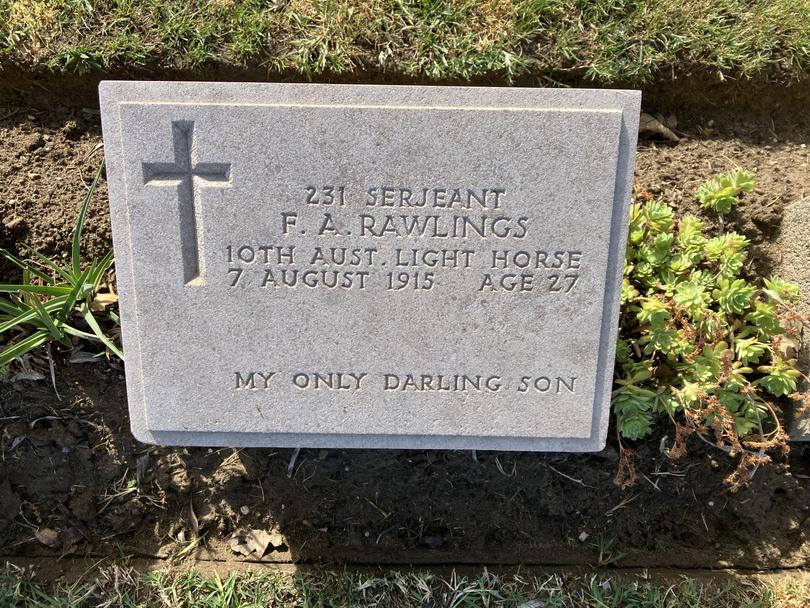 231 SERJEANT
F. A. RAWLINGS
10TH AUST. LIGHT HORSE
7 AUGUST 1915 AGE 27
MY ONLY DARLING SON